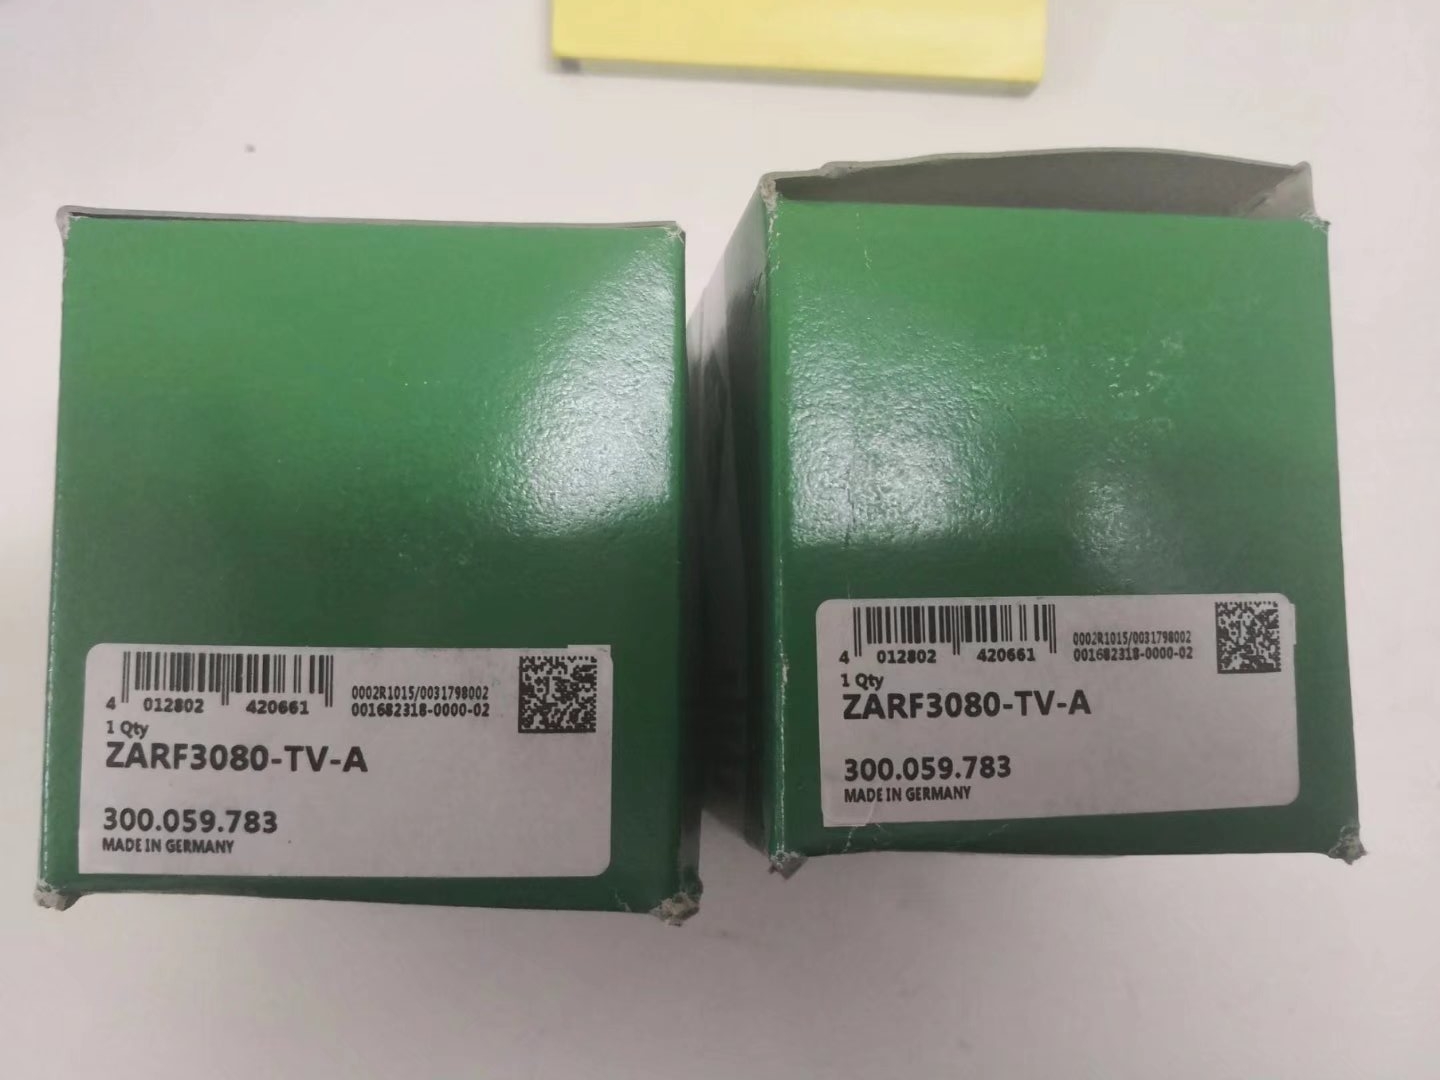 4 012802 420661
0002R1015/0031798002
001682318-0000-02
1 Qty
ZARF3080-TV-A
300.059.783
MADE IN GERMANY
4 012802 420661
0002R1015/0031798002
001682318-0000-02
1 Qty
ZARF3080-TV-A
300.059.783
MADE IN GERMANY